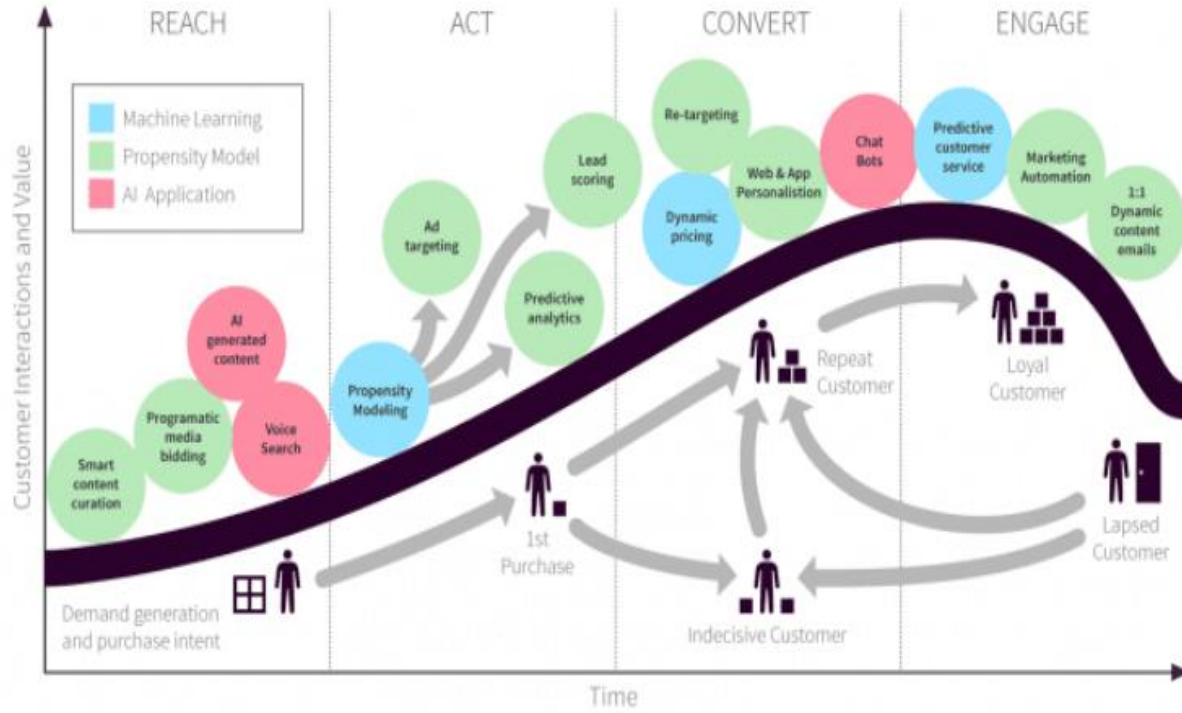 REACH
ACT
CONVERT
ENGAGE
Machine Learning
Propensity Model
AI Application
Customer Interactions and Value
Smart
content
curation
Programatic
media
bidding
AI
generated
content
Voice
Search
Propensity
Modeling
Ad
targeting
Lead
scoring
Predictive
analytics
Re-targeting
Dynamic
pricing
Web & App
Personalistion
Chat
Bots
Predictive
customer
service
Marketing
Automation
1:1
Dynamic
content
emails
Demand generation
and purchase intent
1st
Purchase
Repeat
Customer
Indecisive Customer
Loyal
Customer
Lapsed
Customer
Time